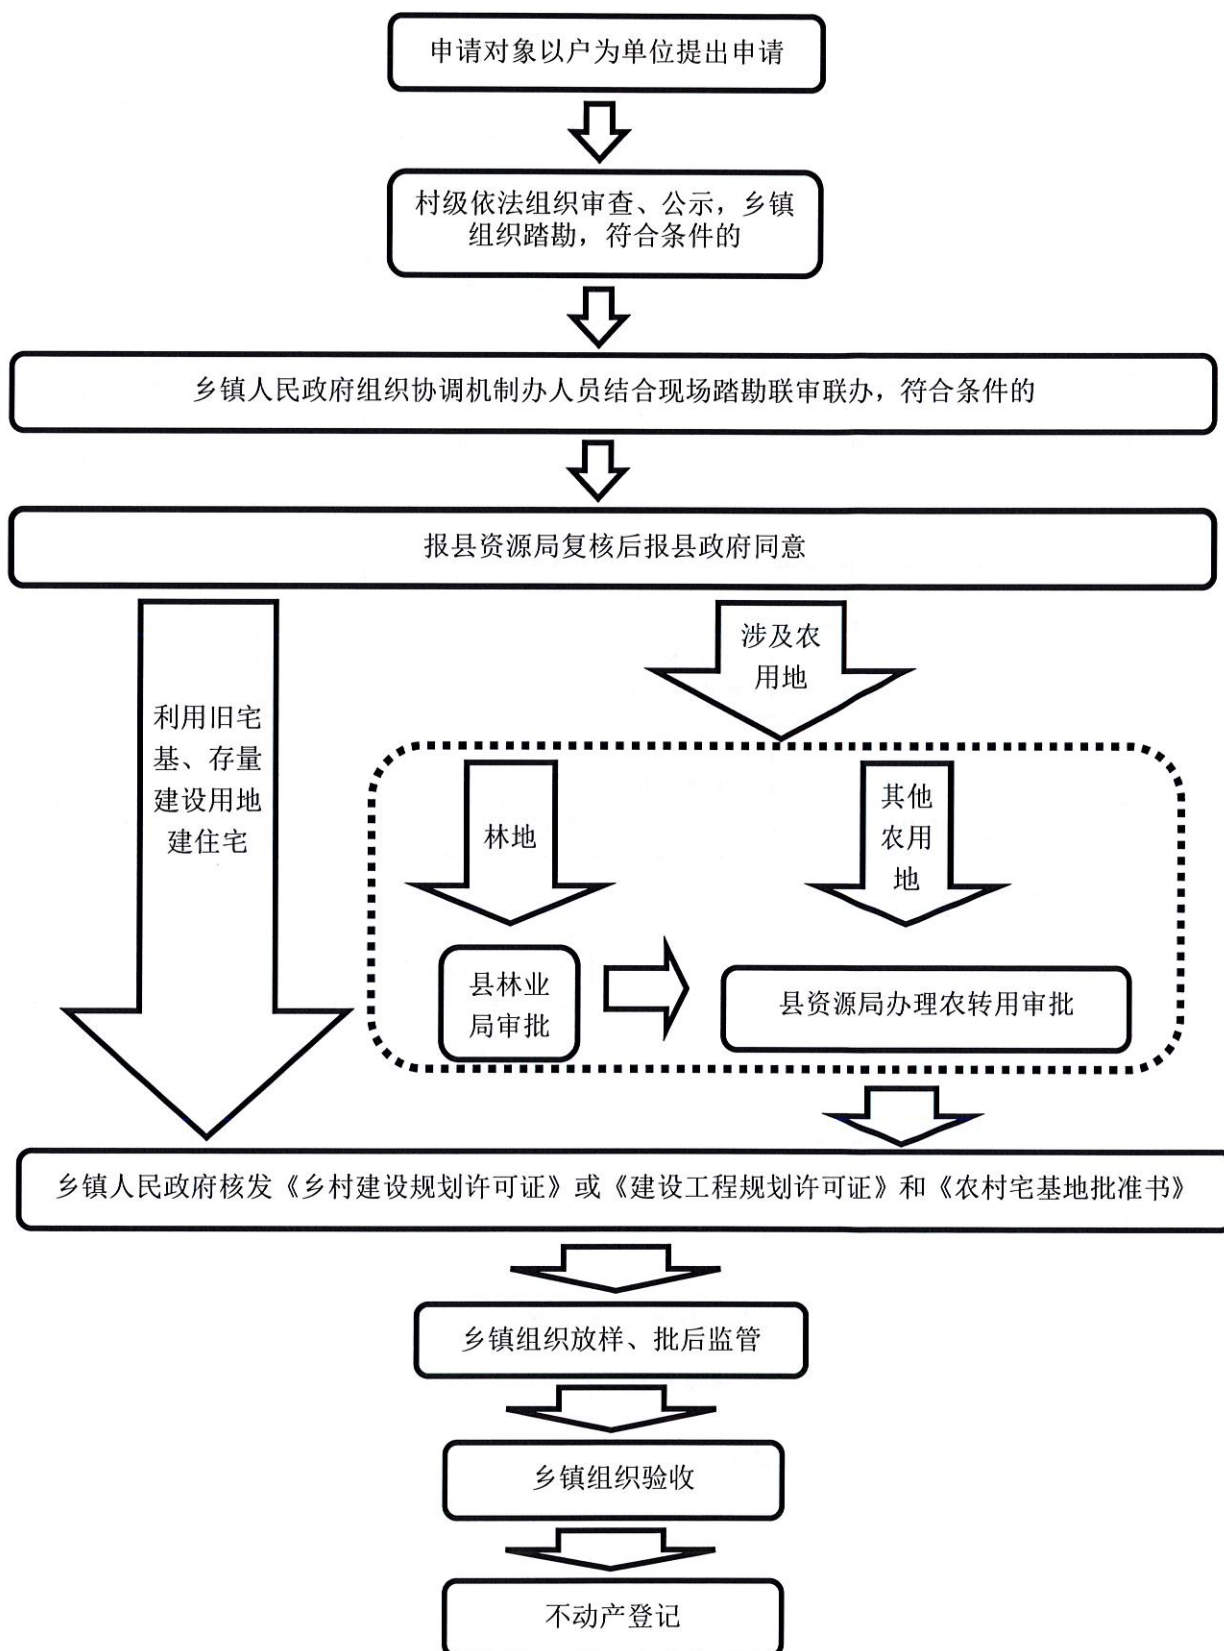 申请对象以户为单位提出申请
村级依法组织审查、公示，乡镇
组织踏勘，符合条件的
乡镇人民政府组织协调机制办人员结合现场踏勘联审联办，符合条件的
报县资源局复核后报县政府同意
利用旧宅
基、存量
建设用地
建住宅
涉及农
用地
林地
其他
农用
地
县林业
局审批
县资源局办理农转用审批
乡镇人民政府核发《乡村建设规划许可证》或《建设工程规划许可证》和《农村宅基地批准书》
乡镇组织放样、批后监管
乡镇组织验收
不动产登记